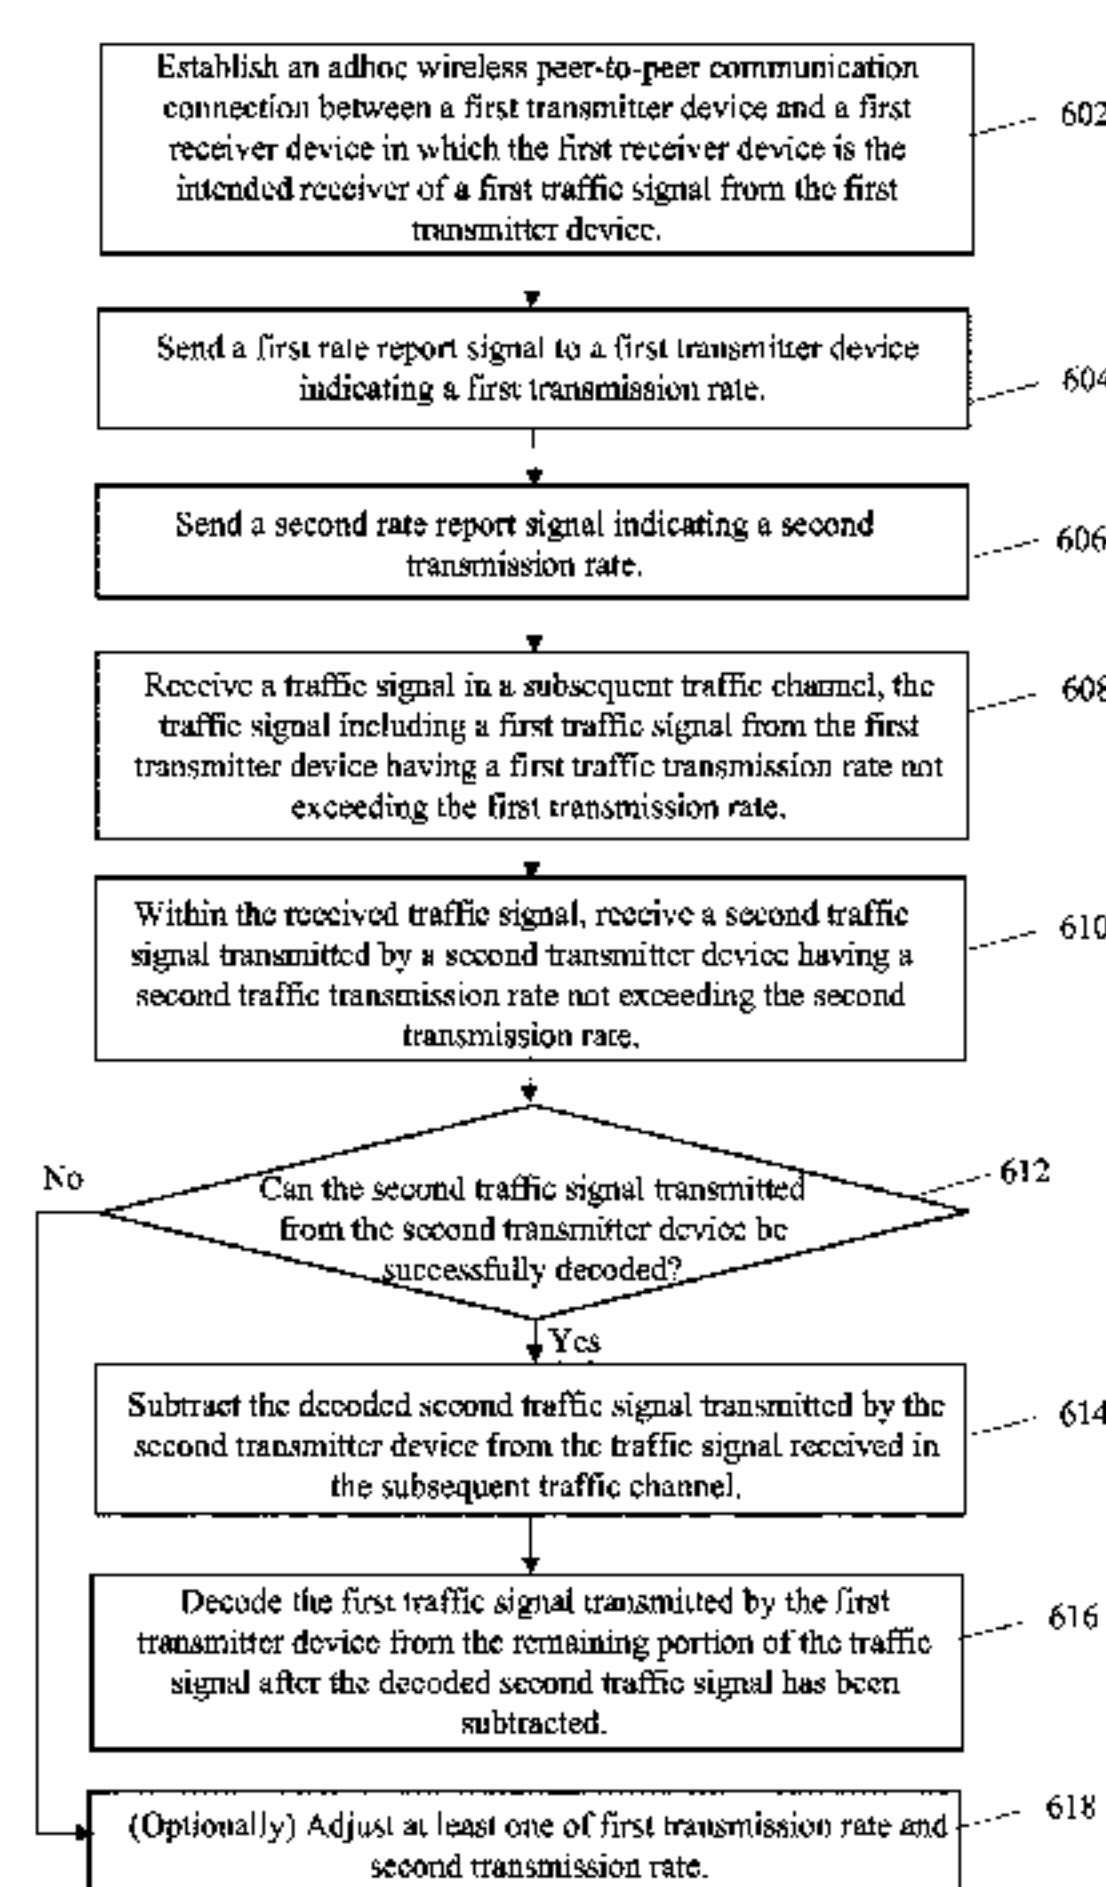 Establish an adhoc wireless peer-to-peer communication
connection between a first transmitter device and a first
receiver device in which the first receiver device is the
intended receiver of a first traffic signal from the first
transmitter device.
602
Send a first rate report signal to a first transmitter device
indicating a first transmission rate.
604
Send a second rate report signal indicating a second
transmission rate.
606
Receive a traffic signal in a subsequent traffic channel, the
traffic signal including a first traffic signal from the first
transmitter device having a first traffic transmission rate not
exceeding the first transmission rate.
608
Within the received traffic signal, receive a second traffic
signal transmitted by a second transmitter device having a
second traffic transmission rate not exceeding the second
transmission rate.
610
No
Can the second traffic signal transmitted
from the second transmitter device be
successfully decoded?
612
Yes
Subtract the decoded second traffic signal transmitted by the
second transmitter device from the traffic signal received in
the subsequent traffic channel.
614
Decode the first traffic signal transmitted by the first
transmitter device from the remaining portion of the traffic
signal after the decoded second traffic signal has been
subtracted.
616
(Optionally) Adjust at least one of first transmission rate and
second transmission rate.
618